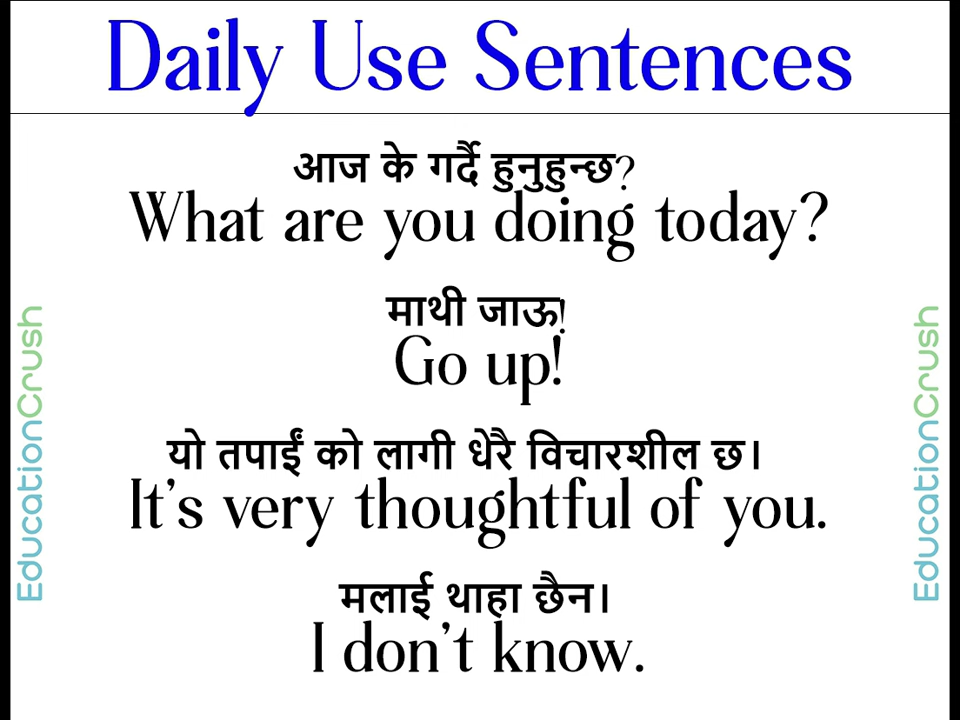 Daily Use Sentences
आज के गर्दै हुनुहुन्छ?
What are you doing today?
माथी जाऊ!
Go up!
यो तपाईं को लागी धेरै विचारशील छ।
It's very thoughtful of you.
मलाई थाहा छैन।
I don't know.
EducationCrush
EducationCrush